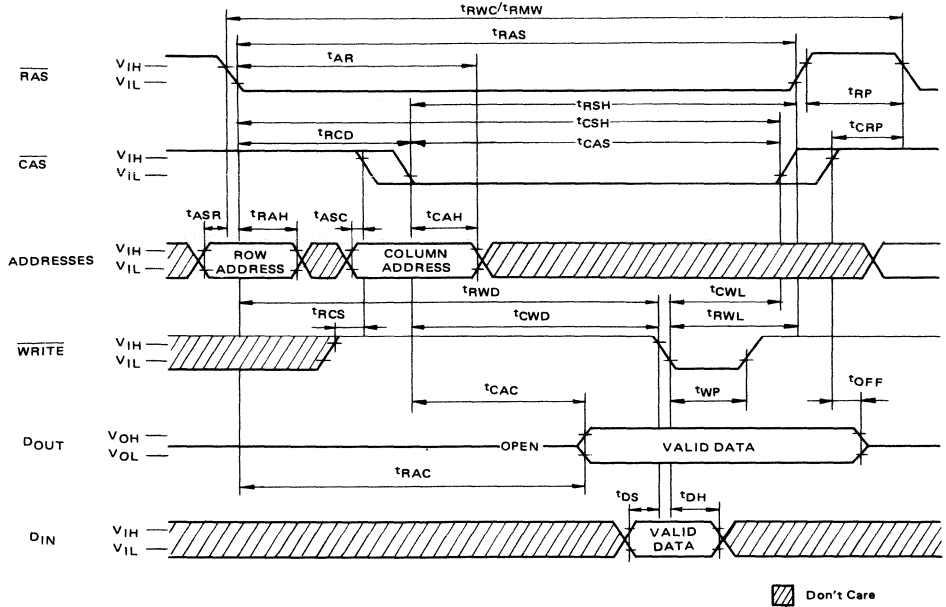 tRWC/tRMW
tRAS
tAR
RAS
VIH
VIL
tRP
tRSH
tCSH
tRCD
tCRP
tCAS
CAS
VIH
VIL
tASR
tRAH
tASC
tCAH
ADDRESSES
VIH
VIL
ROW ADDRESS
COLUMN ADDRESS
tRWD
tCWL
tRCS
tCWD
tRWL
WRITE
VIH
VIL
tCAC
tWP
tOFF
DOUT
VOH
VOL
OPEN
VALID DATA
tRAC
tDS
tDH
DIN
VIH
VIL
VALID
DATA
Don't Care